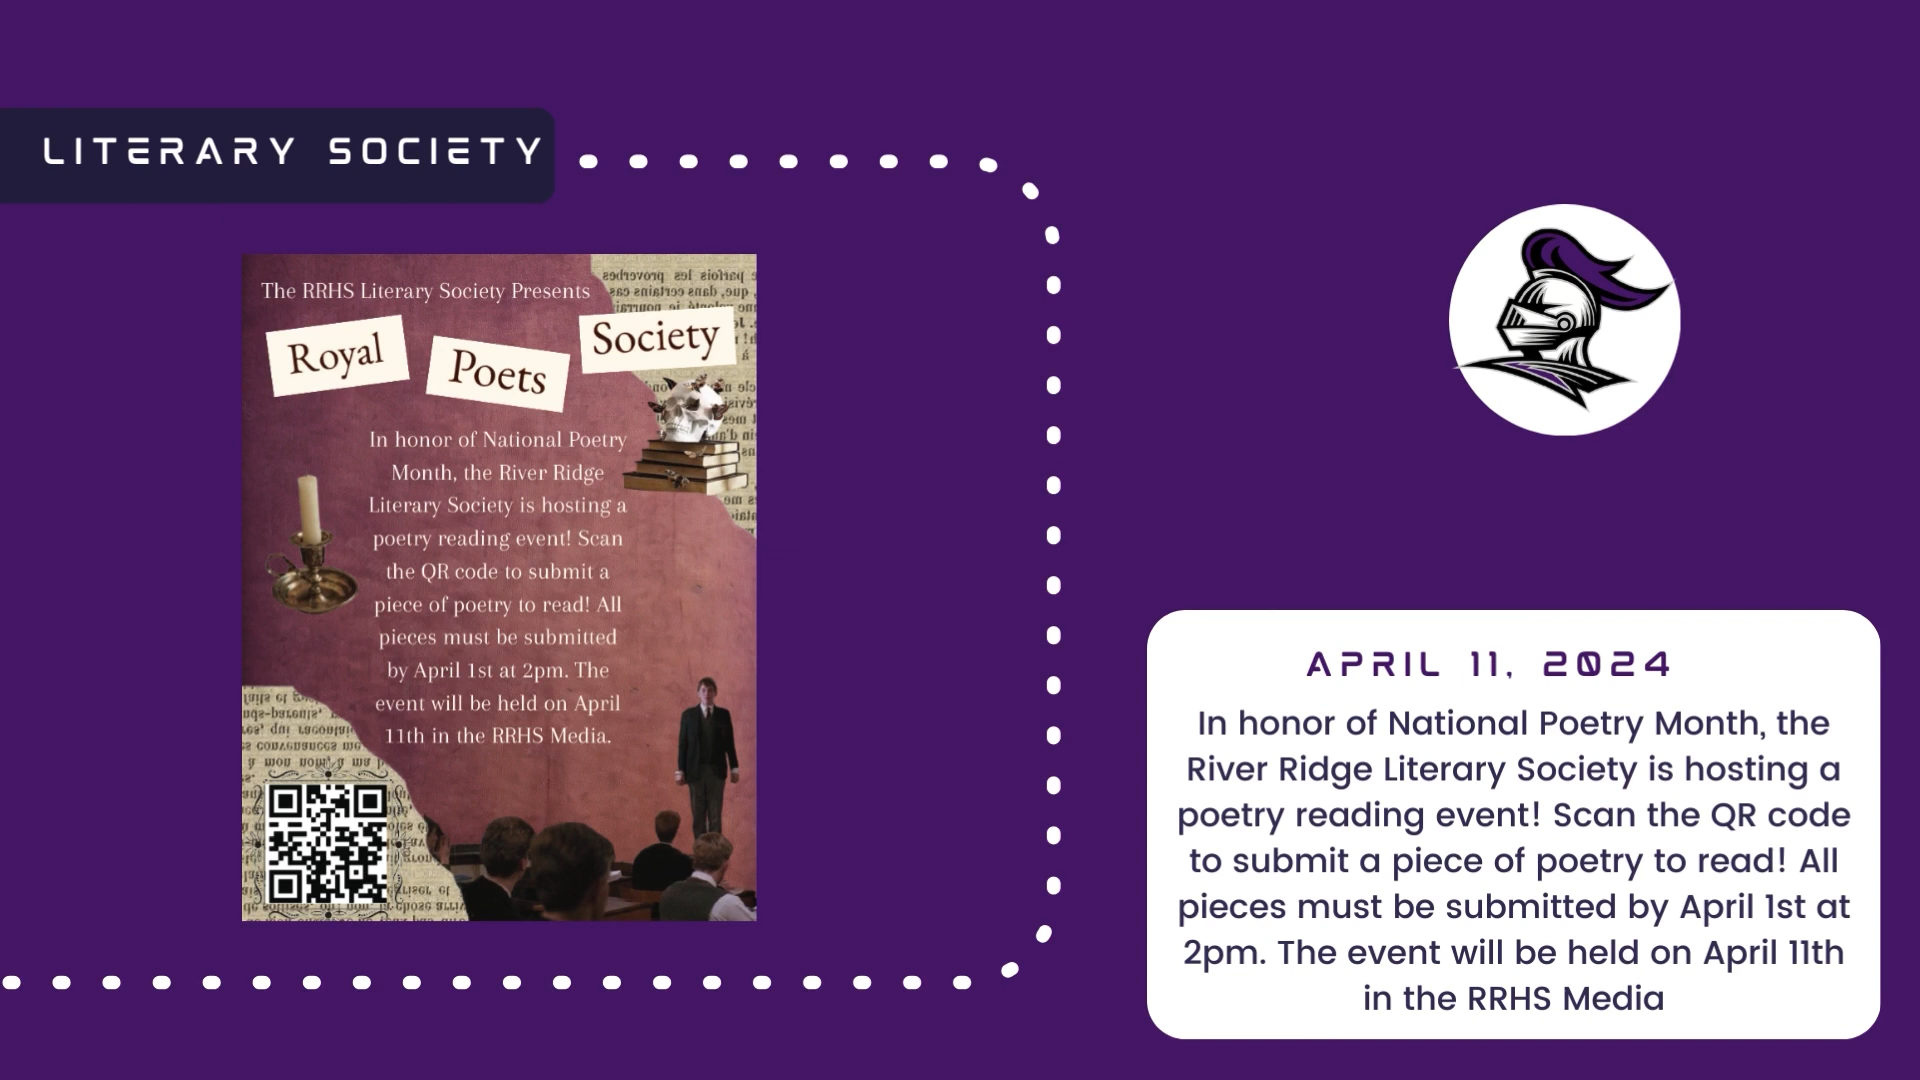 LITERARY SOCIETY
The RRHS Literary Society Presents
Royal
Poets
Society
In honor of National Poetry
Month, the River Ridge
Literary Society is hosting a
poetry reading event! Scan
the QR code to submit a
piece of poetry to read! All
pieces must be submitted
by April 1st at 2pm. The
event will be held on April
11th in the RRHS Media.
APRIL 11, 2024
In honor of National Poetry Month, the
River Ridge Literary Society is hosting a
poetry reading event! Scan the QR code
to submit a piece of poetry to read! All
pieces must be submitted by April 1st at
2pm. The event will be held on April 11th
in the RRHS Media